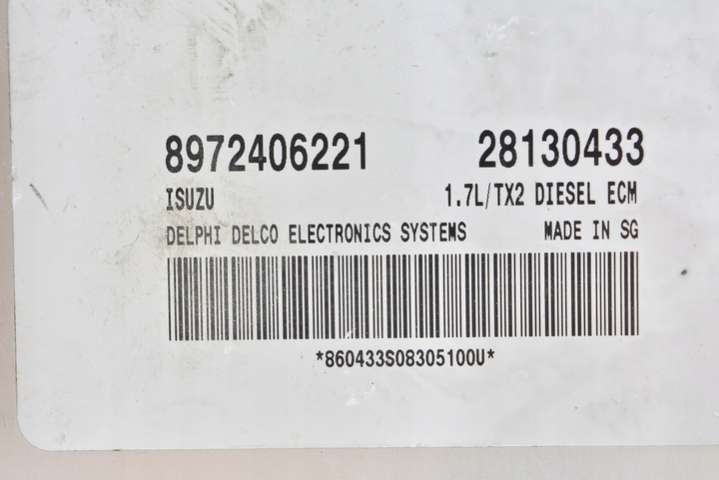 8972406221 28130433
ISUZU 1.7L/TX2 DIESEL ECM
DELPHI DELCO ELECTRONICS SYSTEMS MADE IN SG
*860433S08305100U*